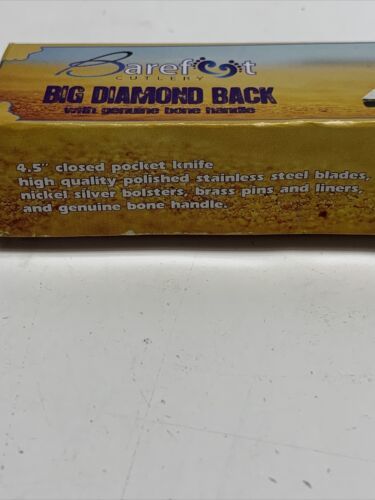 Barefoot
CUTLERY
BIG DIAMOND BACK
with genuine bone handle
4.5" closed pocket knife
high quality polished stainless steel blades,
nickel silver bolsters, brass pins and liners,
and genuine bone handle.